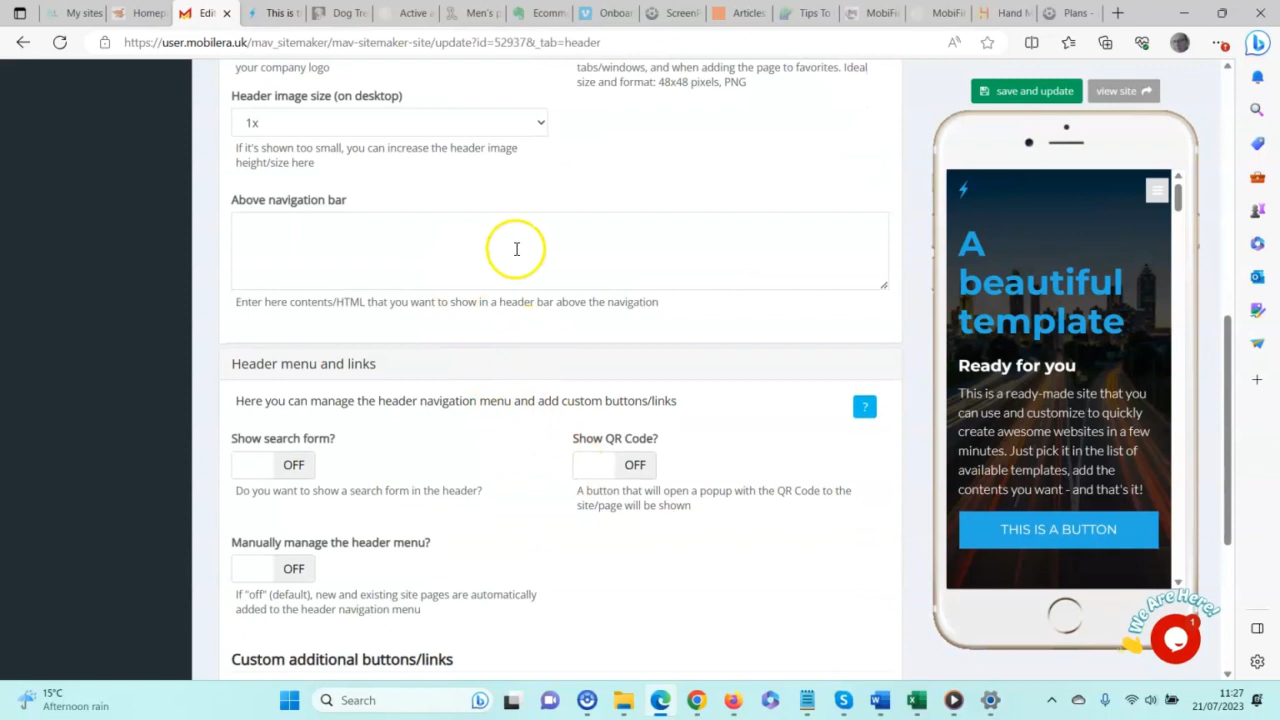 My sites
Homep
Edit
This is t
Dog Tre
Active a
Men's p
Ecomm
Onboar
ScreenF
Articles
Tips To
MobiFi
MobiFit
Hand M
Plans -
https://user.mobilera.uk/mav_sitemaker/mav-sitemaker-site/update?id=52937&_tab=header
your company logo
tabs/windows, and when adding the page to favorites. Ideal
size and format: 48x48 pixels, PNG
Header image size (on desktop)
1x
If it's shown too small, you can increase the header image
height/size here
Above navigation bar
Enter here contents/HTML that you want to show in a header bar above the navigation
Header menu and links
Here you can manage the header navigation menu and add custom buttons/links
?
Show search form?
Show QR Code?
OFF
OFF
Do you want to show a search form in the header?
A button that will open a popup with the QR Code to the
site/page will be shown
Manually manage the header menu?
OFF
If "off" (default), new and existing site pages are automatically
added to the header navigation menu
Custom additional buttons/links
save and update
view site
A
beautiful
template
Ready for you
This is a ready-made site that you
can use and customize to quickly
create awesome websites in a few
minutes. Just pick it in the list of
available templates, add the
contents you want - and that's it!
THIS IS A BUTTON
We Are Here!
1
15°C
Afternoon rain
Search
11:27
21/07/2023